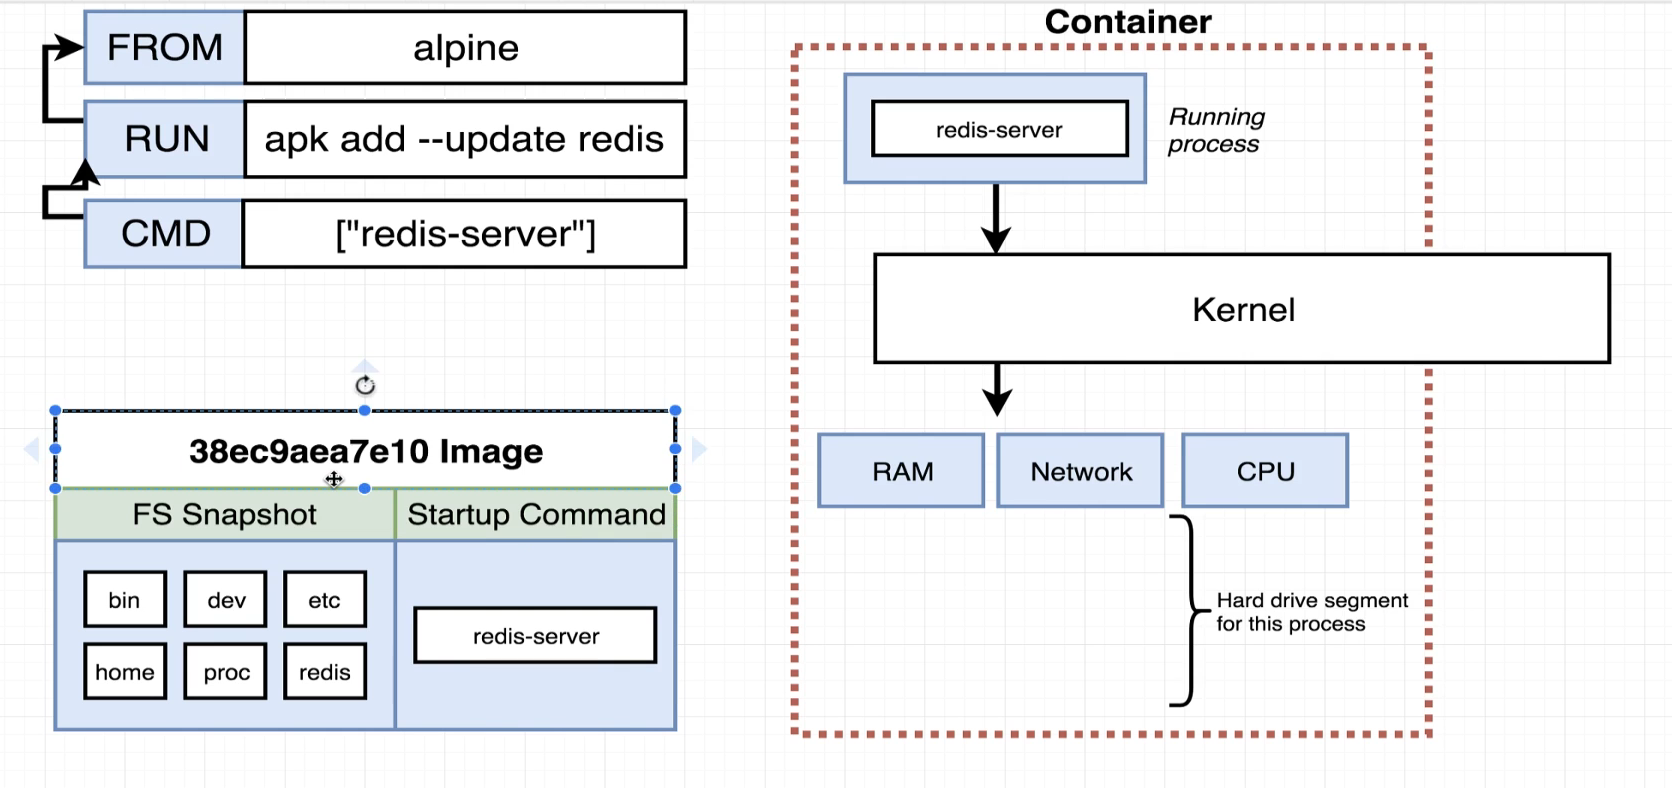 FROM alpine
RUN apk add --update redis
CMD ["redis-server"]
38ec9aea7e10 Image
FS Snapshot Startup Command
bin dev etc
home proc redis
redis-server
Container
redis-server
Running
process
Kernel
RAM Network CPU
Hard drive segment
for this process